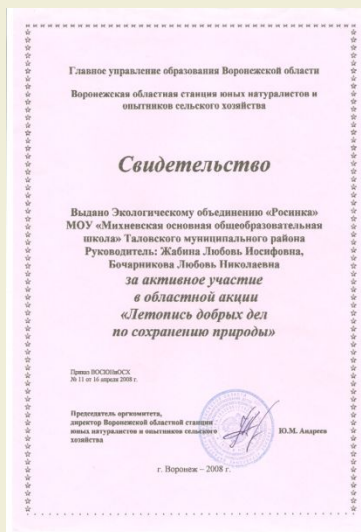 Главное управление образования Воронежской области
Воронежская областная станция юных натуралистов и
опытников сельского хозяйства
Свидетельство
Выдано Экологическому объединению «Росинка»
МОУ «Михневская основная общеобразовательная
школа» Таловского муниципального района
Руководитель: Жабина Любовь Иосифовна,
Бочарникова Любовь Николаевна
за активное участие
в областной акции
«Летопись добрых дел
по сохранению природы»
Приказ ВОСЮНиОСХ
№ 11 от 16 апреля 2008 г.
Председатель оргкомитета,
директор Воронежской областной станции
юных натуралистов и опытников сельского
хозяйства
Ю.М. Андреев
г. Воронеж – 2008 г.